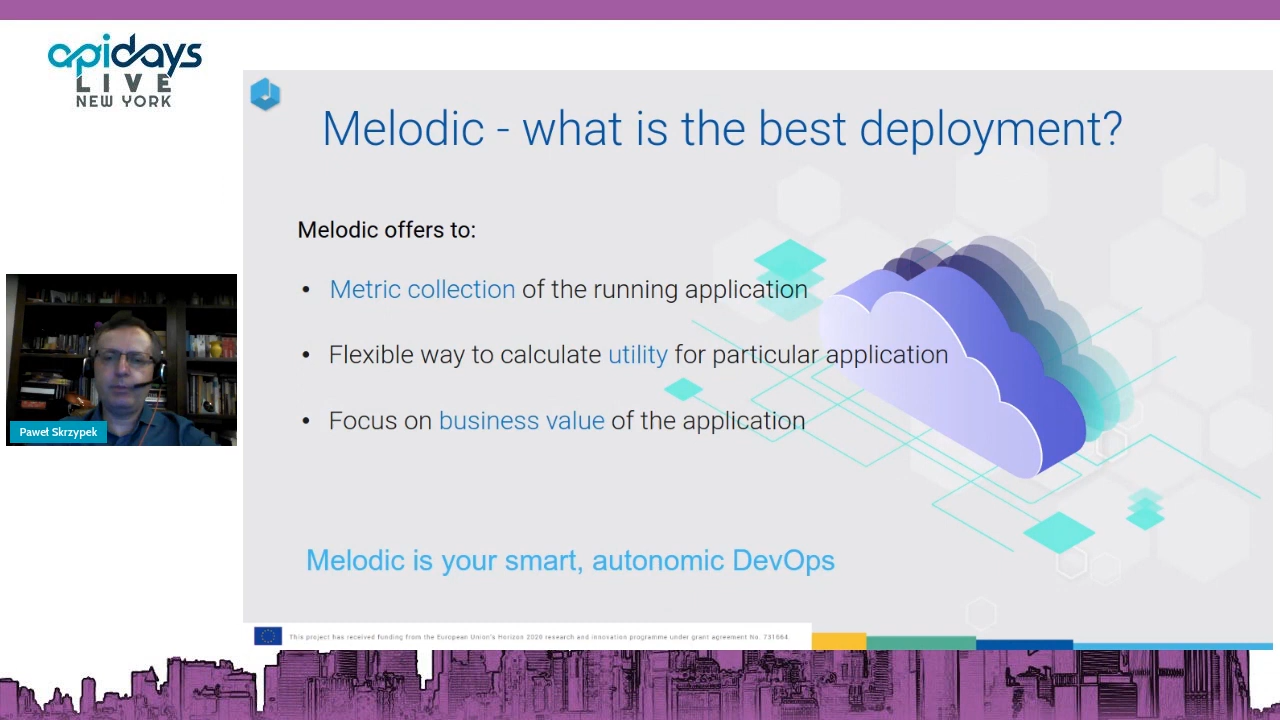 apidays
LIVE
NEW YORK
Melodic - what is the best deployment?
Melodic offers to:
• Metric collection of the running application
• Flexible way to calculate utility for particular application
• Focus on business value of the application
Paweł Skrzypek
Melodic is your smart, autonomic DevOps
This project has received funding from the European Union's Horizon 2020 research and innovation programme under grant agreement No. 731664